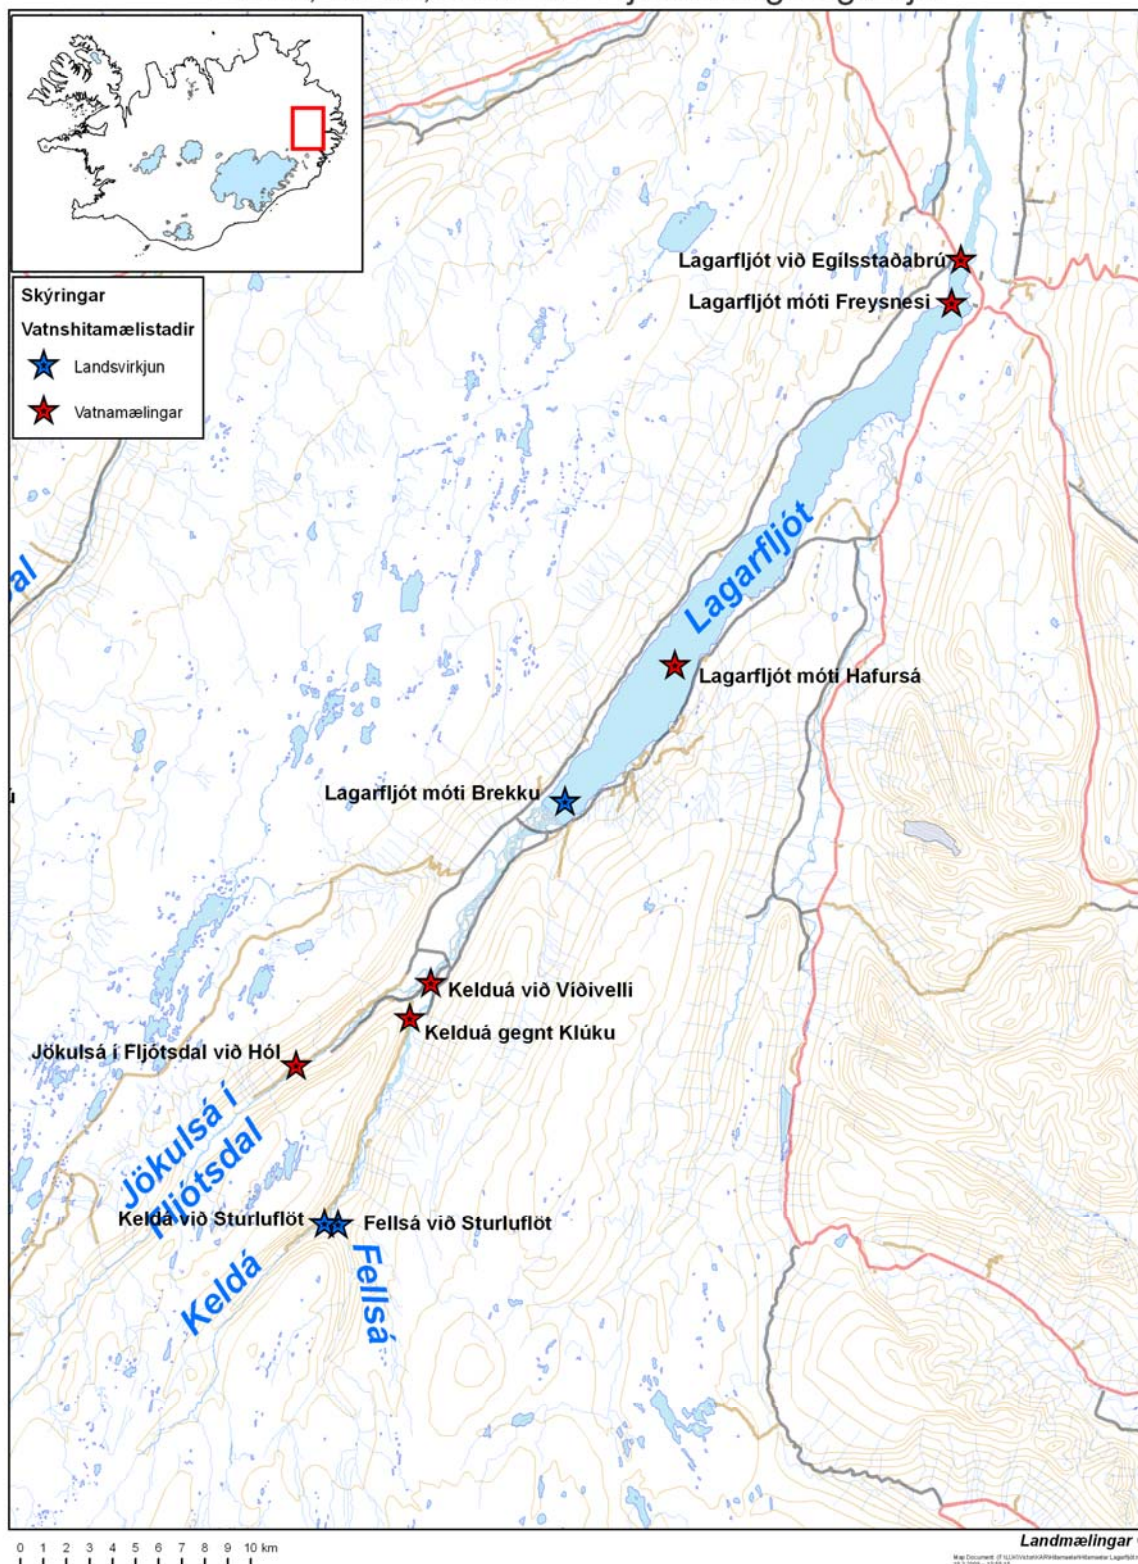 Skýringar
Vatnshitamælistadir
Landsvirkjun
Vatnamælingar
Lagarfljót við Egilsstaðabrú
Lagarfljót móti Freysnesi
Lagarfljót
Lagarfljót móti Hafursá
Lagarfljót móti Brekku
Kelduá við Víðivelli
Kelduá gegnt Klúku
Jökulsá í Fljótsdal við Hól
Jökulsá í
Fljótsdal
Keldá við Sturluflöt
Fellsá við Sturluflöt
Keldá
Fellsá
0 1 2 3 4 5 6 7 8 9 10 km
Landmælingar